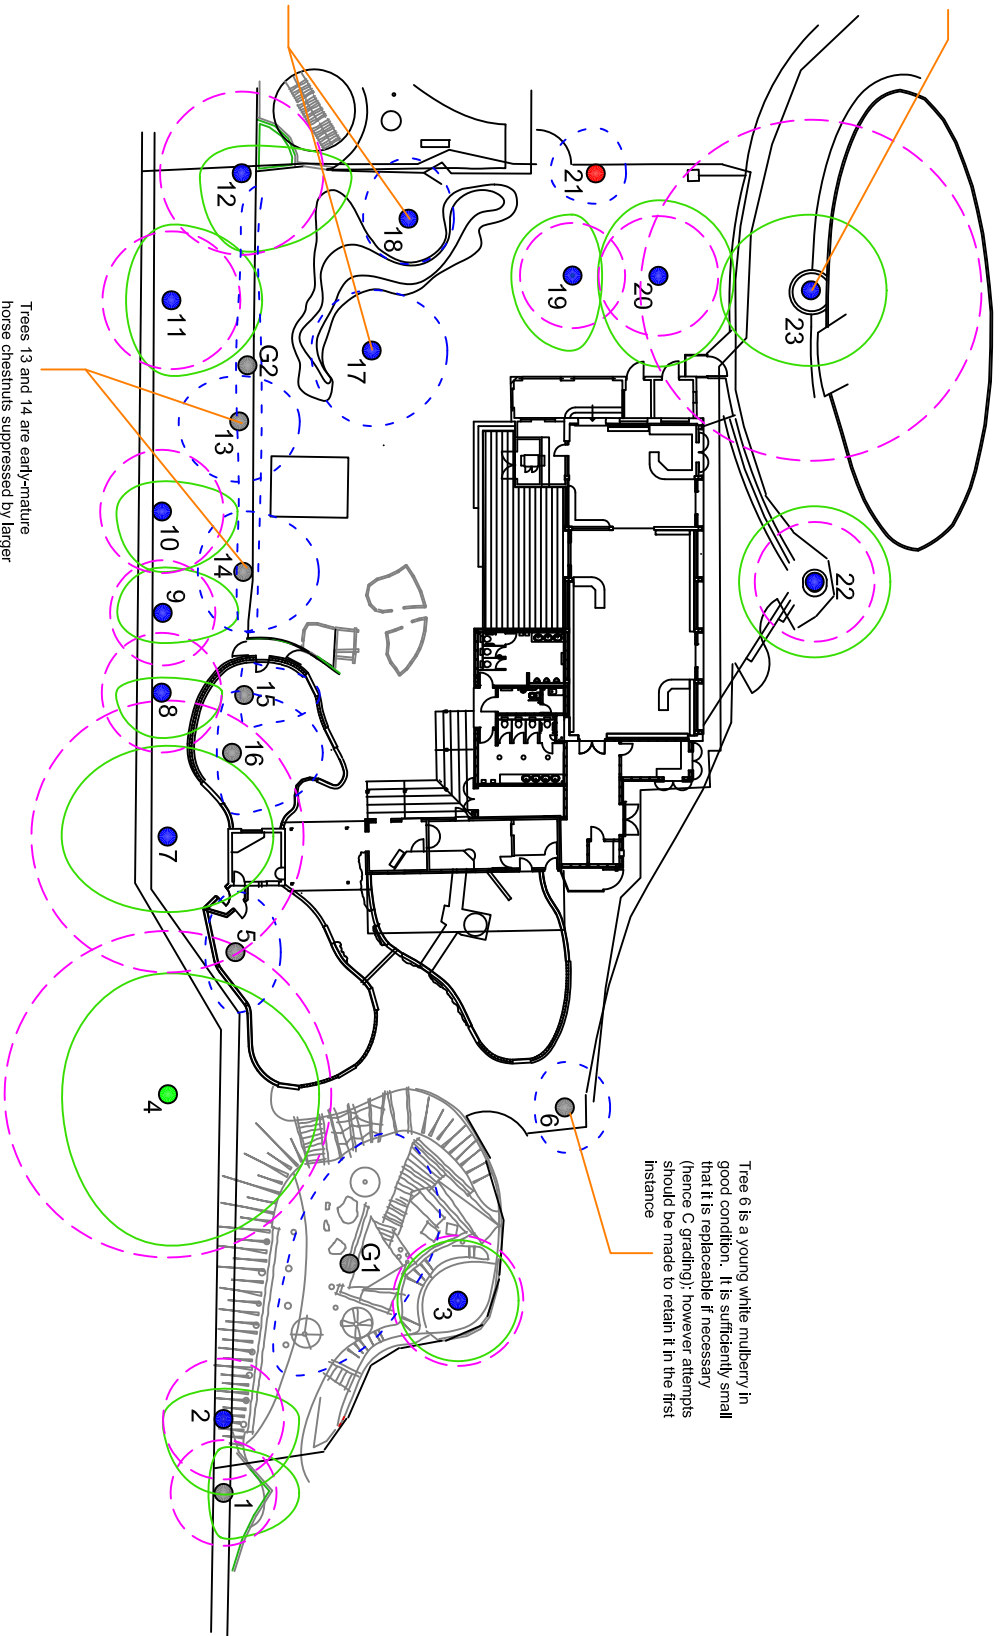 Tree 6 is a young white mulberry in
good condition. It is sufficiently small
that it is replaceable if necessary
(hence C grading); however attempts
should be made to retain it in the first
instance
Trees 13 and 14 are early-mature
horse chestnuts suppressed by larger
23
22
21
20
19
18
17
12
11
G2
13
10
14
9
15
8
16
7
5
4
6
G1
3
2
1